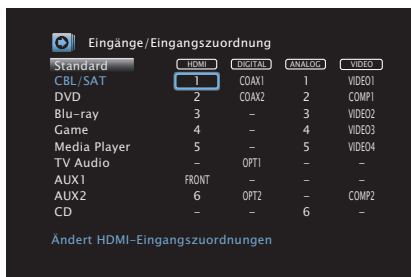 Eingänge/Eingangszuordnung
Standard HDMI DIGITAL ANALOG VIDEO
CBL/SAT 1 COAX1 1 VIDEO1
DVD 2 COAX2 2 COMP1
Blu-ray 3 – 3 VIDEO2
Game 4 – 4 VIDEO3
Media Player 5 – 5 VIDEO4
TV Audio – OPT1 – –
AUX1 FRONT – – –
AUX2 6 OPT2 – COMP2
CD – – 6 –
Ändert HDMI-Eingangszuordnungen